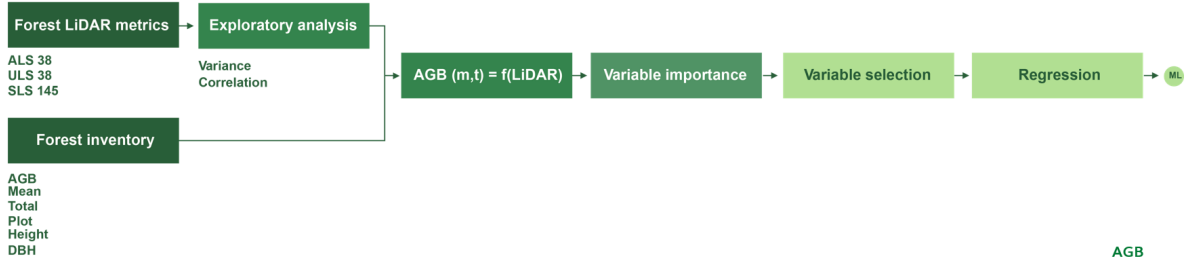 Forest LiDAR metrics
Exploratory analysis
ALS 38
ULS 38
SLS 145
Variance
Correlation
AGB (m,t) = f(LiDAR)
Variable importance
Variable selection
Regression
ML
Forest inventory
AGB
Mean
Total
Plot
Height
DBH
AGB